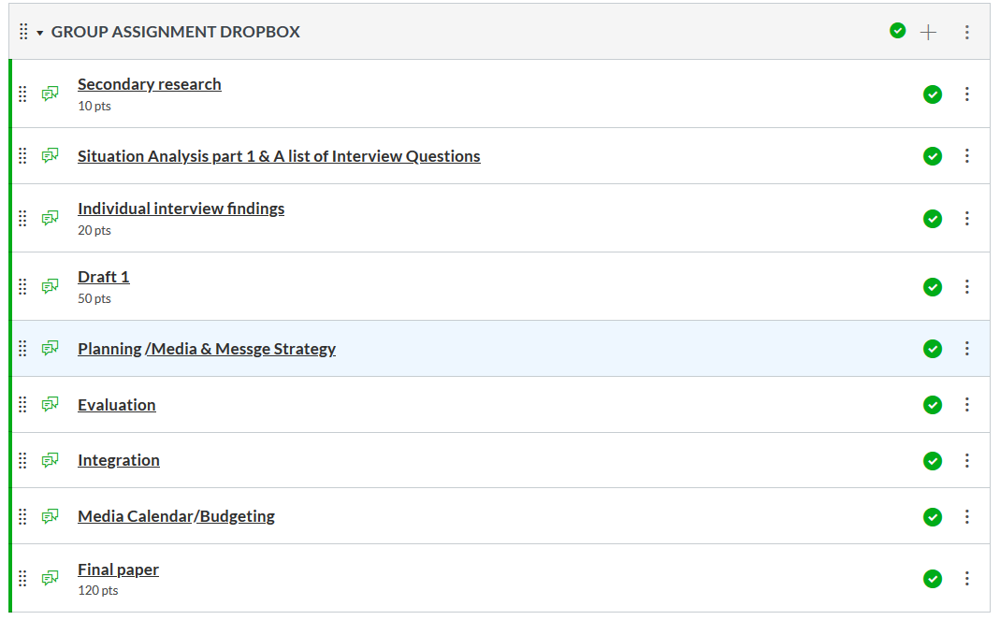 GROUP ASSIGNMENT DROPBOX
Secondary research
10 pts
Situation Analysis part 1 & A list of Interview Questions
Individual interview findings
20 pts
Draft 1
50 pts
Planning /Media & Messge Strategy
Evaluation
Integration
Media Calendar/Budgeting
Final paper
120 pts